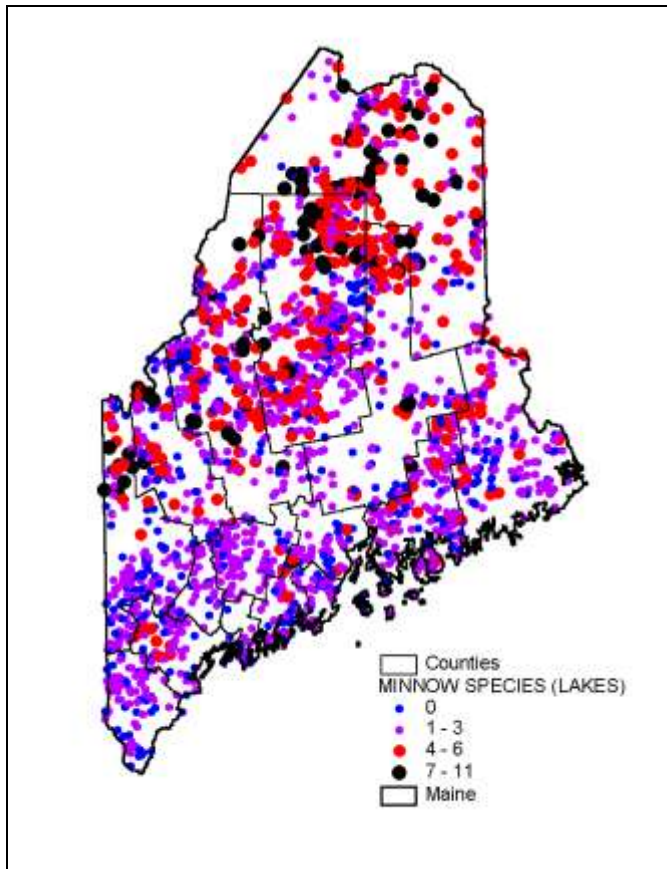 Counties
MINNOW SPECIES (LAKES)
0
1 - 3
4 - 6
7 - 11
Maine